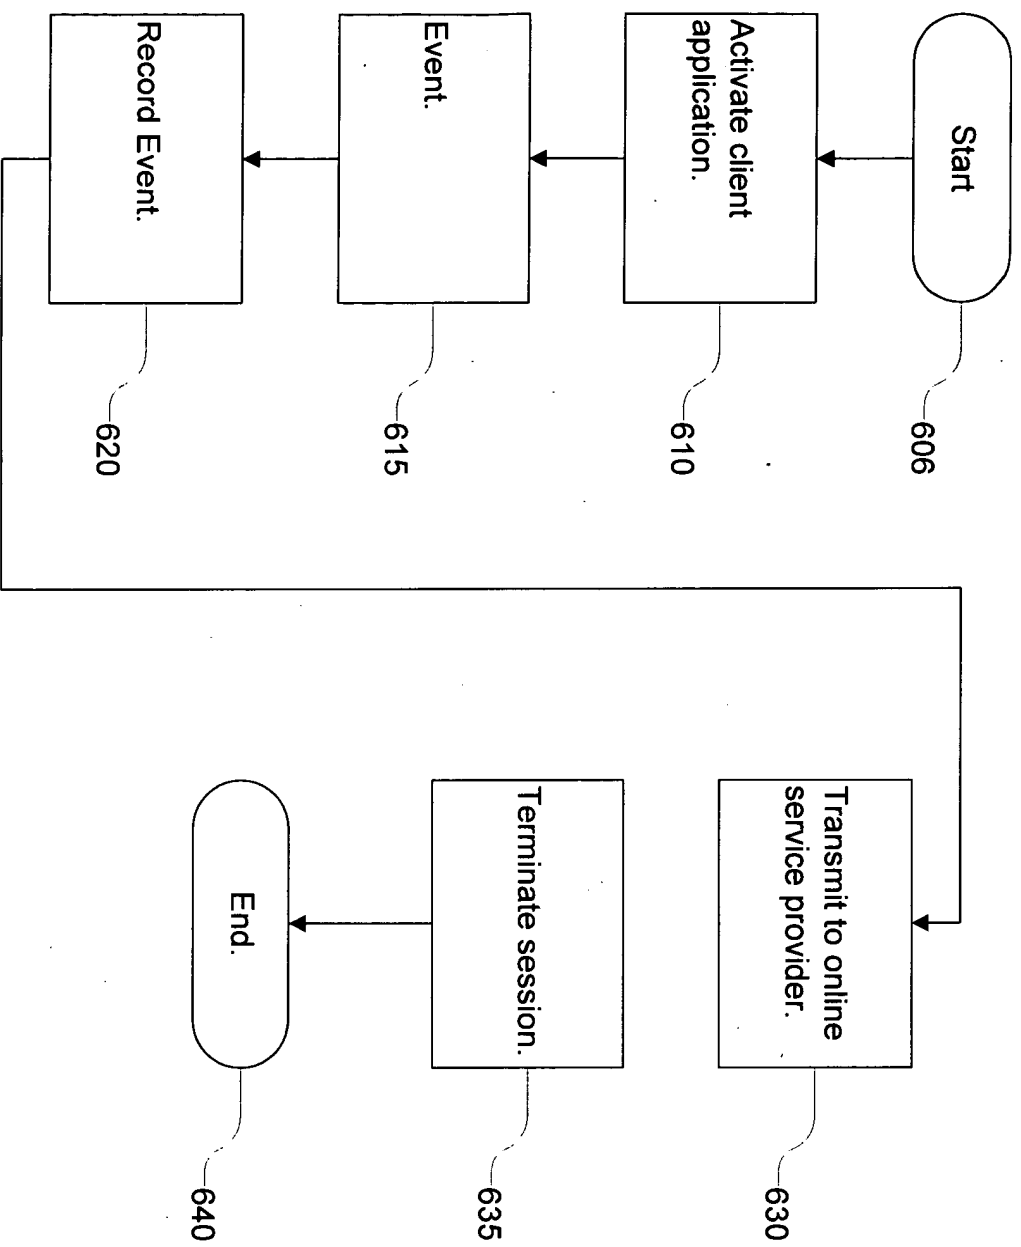 Start
606
Activate client
application.
610
Event.
615
Record Event.
620
Transmit to online
service provider.
630
Terminate session.
635
End.
640